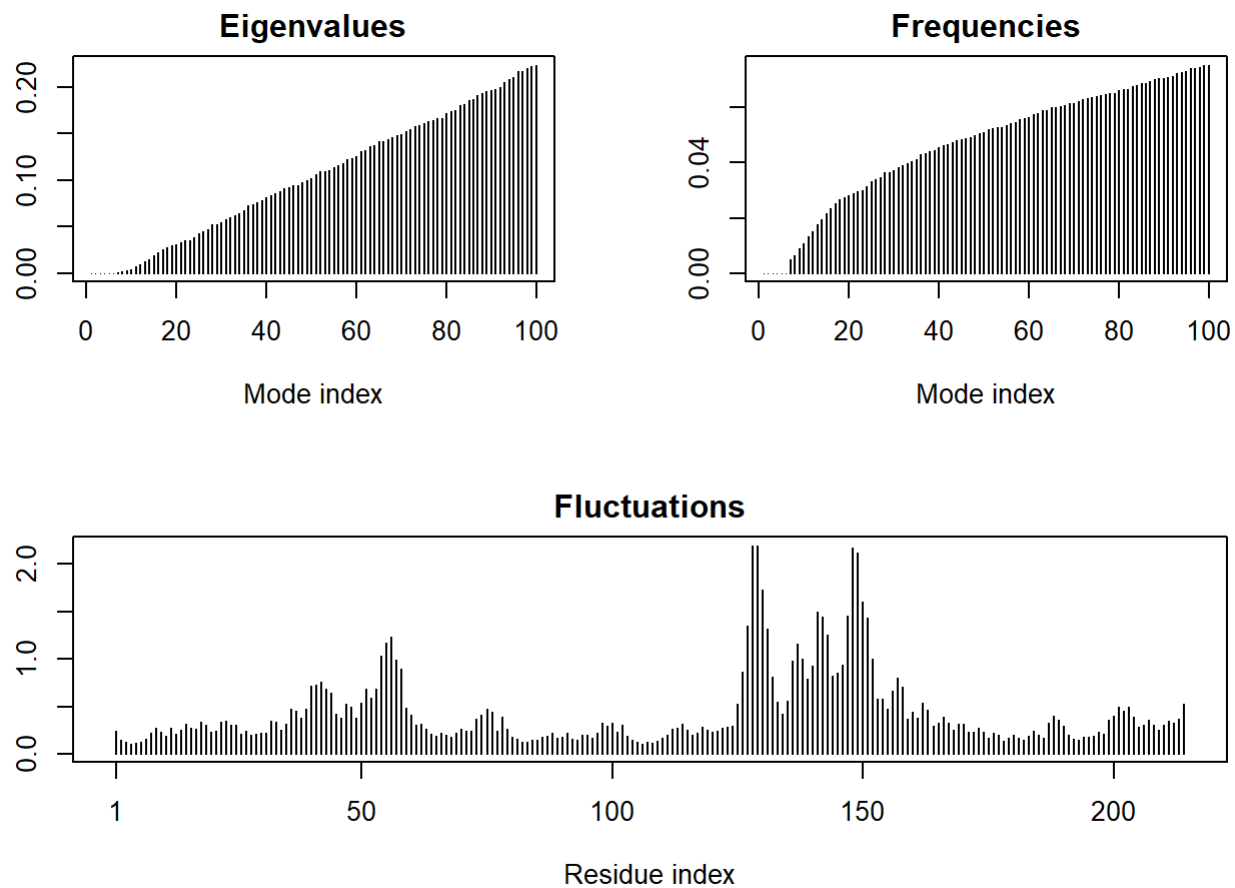 Eigenvalues
0.20
0.10
0.00
0 20 40 60 80 100
Mode index
Frequencies
0.04
0.00
0 20 40 60 80 100
Mode index
Fluctuations
2.0
1.0
0.0
1 50 100 150 200
Residue index